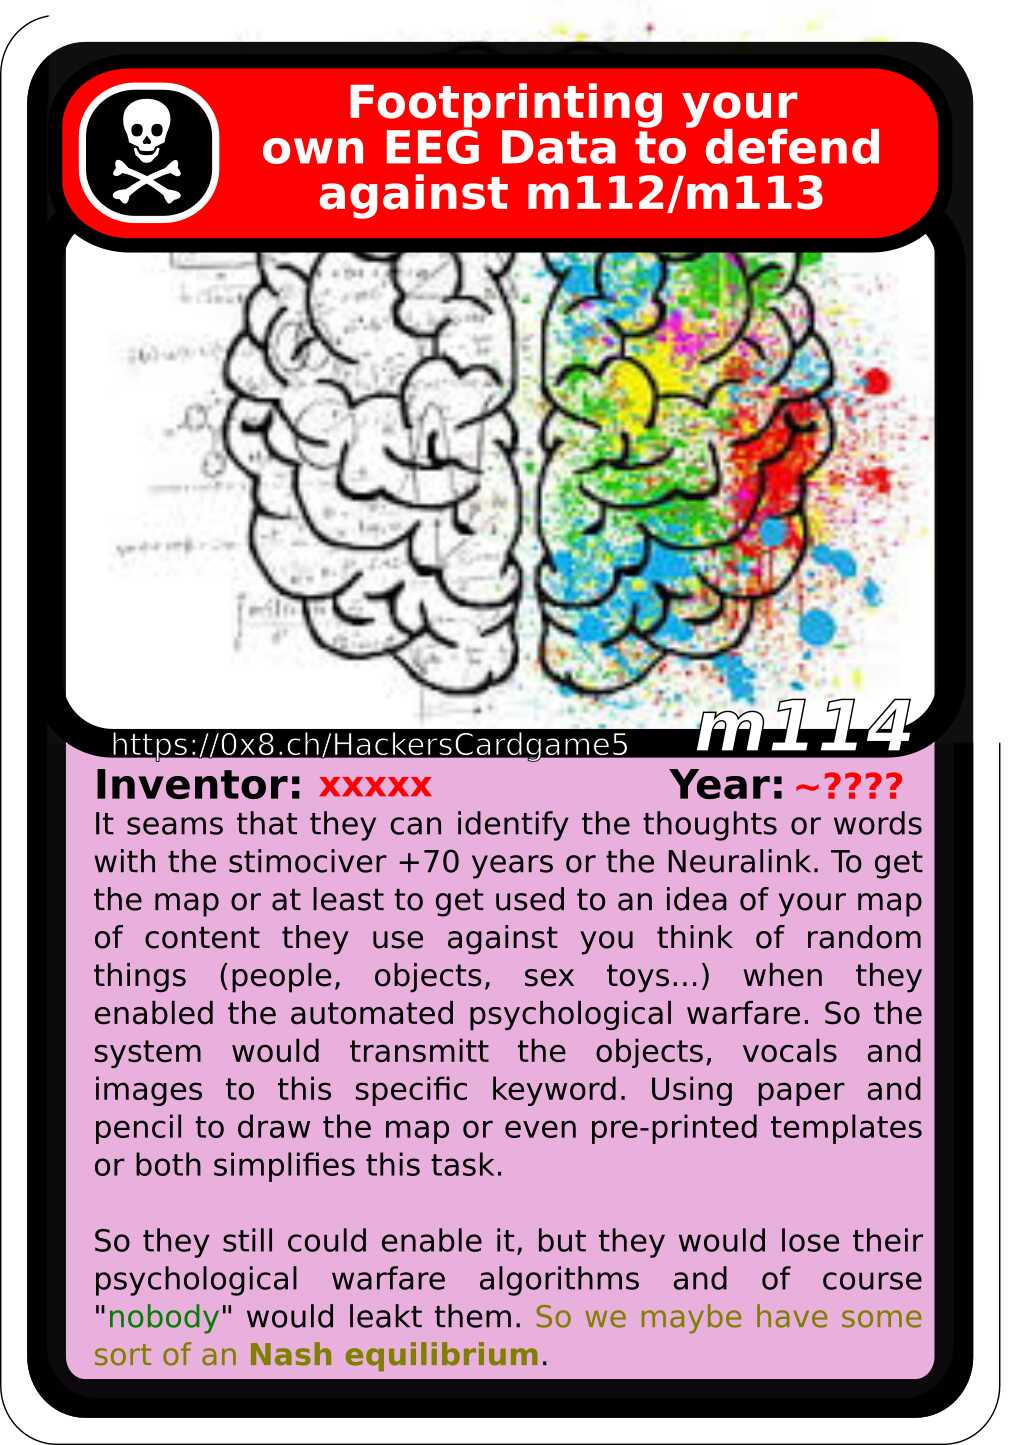 Footprinting your
own EEG Data to defend
against m112/m113
m114
https://0x8.ch/HackersCardgame5
Inventor: xxxxx Year: ~????
It seams that they can identify the thoughts or words
with the stimociver +70 years or the Neuralink. To get
the map or at least to get used to an idea of your map
of content they use against you think of random
things (people, objects, sex toys...) when they
enabled the automated psychological warfare. So the
system would transmitt the objects, vocals and
images to this specific keyword. Using paper and
pencil to draw the map or even pre-printed templates
or both simplifies this task.
So they still could enable it, but they would lose their
psychological warfare algorithms and of course
"nobody" would leakt them. So we maybe have some
sort of an Nash equilibrium.